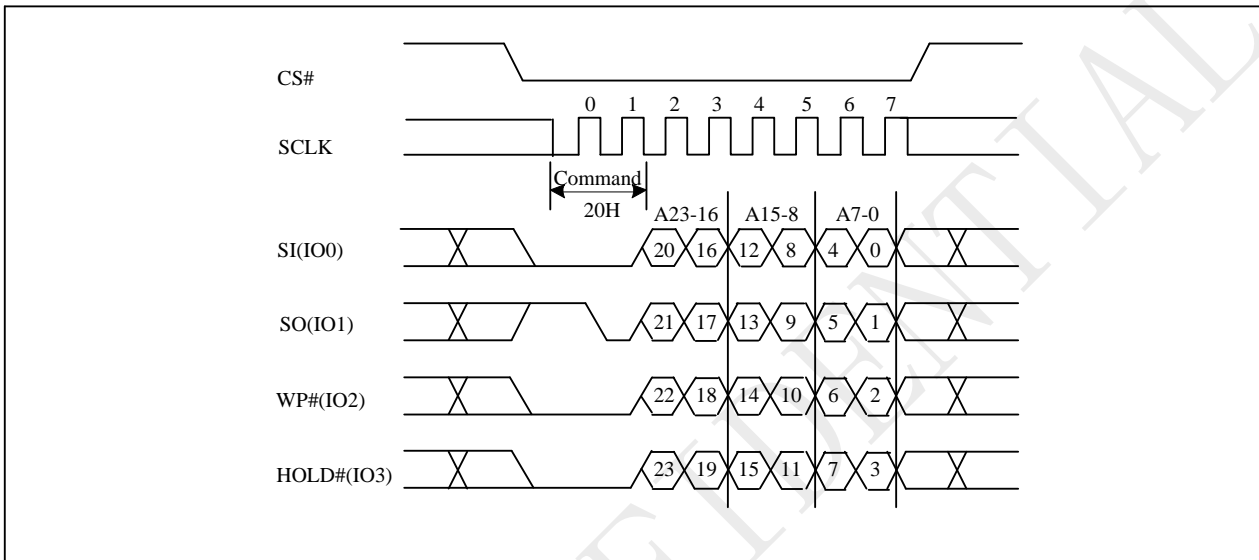 CS#
0 1 2 3 4 5 6 7
SCLK
Command
20H
A23-16 A15-8 A7-0
SI(IO0) 20 16 12 8 4 0
SO(IO1) 21 17 13 9 5 1
WP#(IO2) 22 18 14 10 6 2
HOLD#(IO3) 23 19 15 11 7 3
IDENTIAL